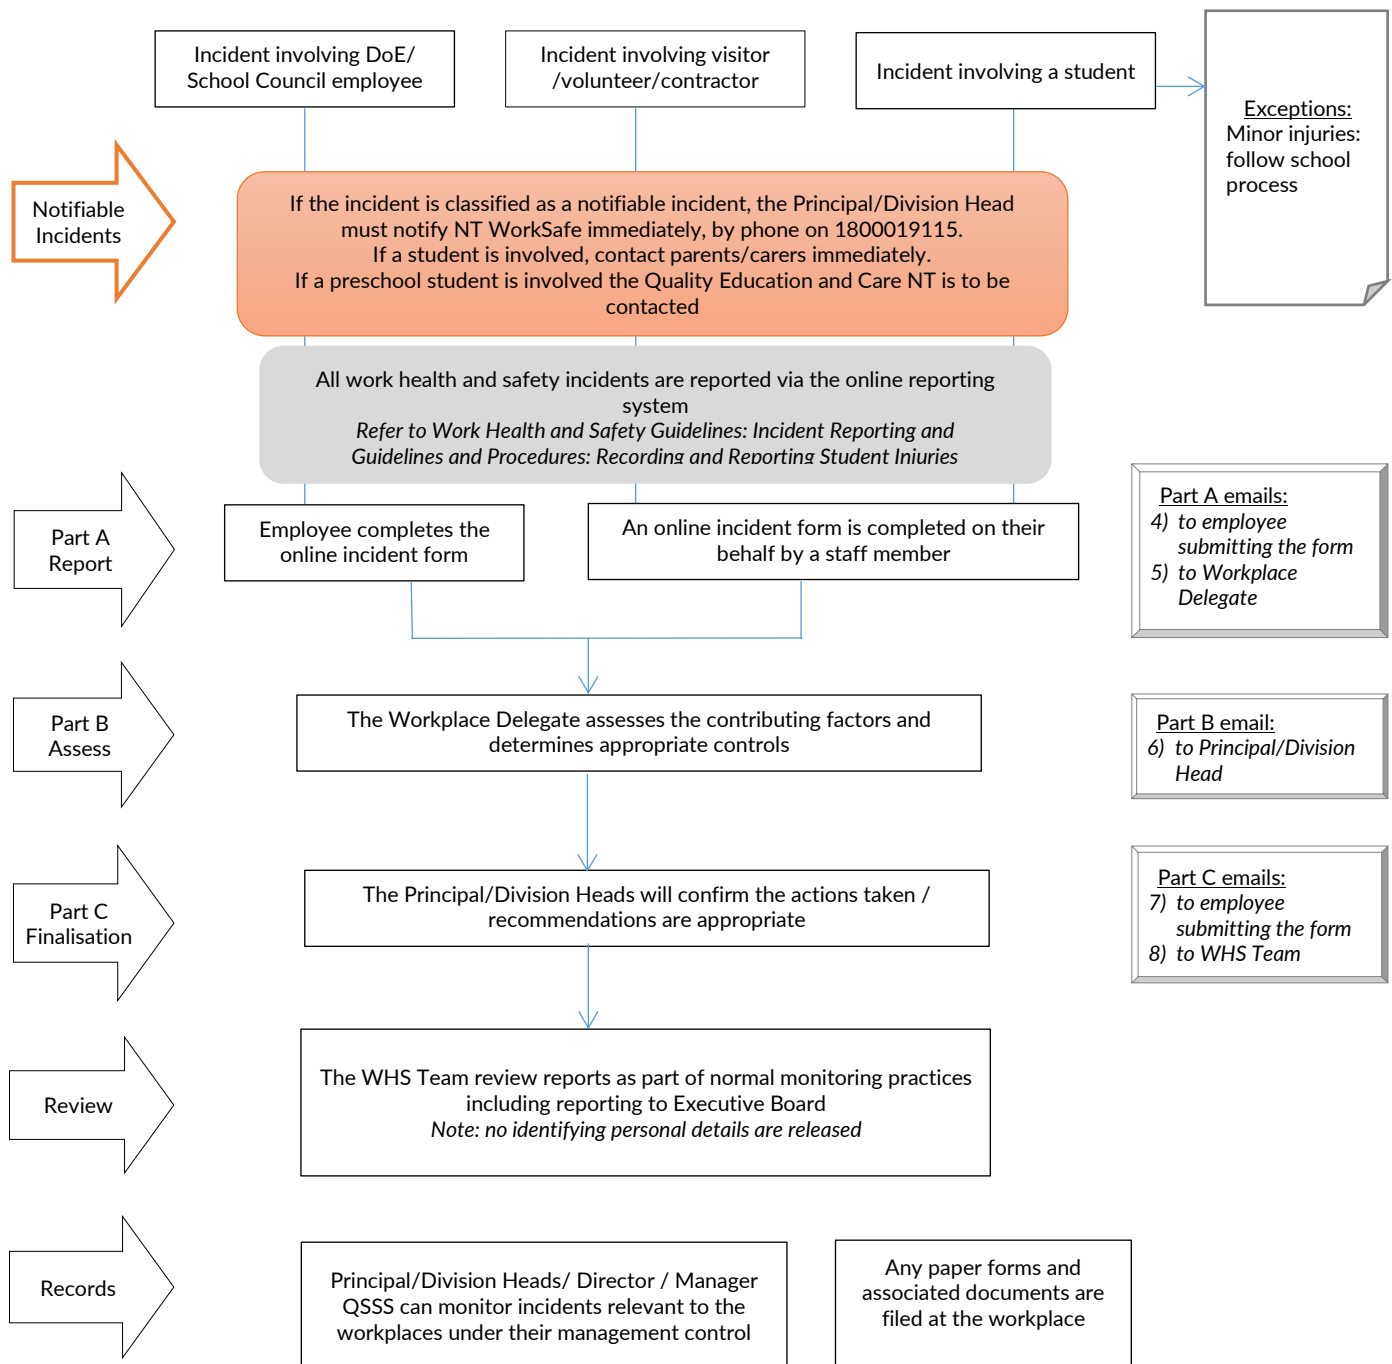 Incident involving DoE/
School Council employee
Incident involving visitor
/volunteer/contractor
Incident involving a student
Exceptions:
Minor injuries:
follow school
process
Notifiable
Incidents
If the incident is classified as a notifiable incident, the Principal/Division Head
must notify NT WorkSafe immediately, by phone on 1800019115.
If a student is involved, contact parents/carers immediately.
If a preschool student is involved the Quality Education and Care NT is to be
contacted
All work health and safety incidents are reported via the online reporting
system
Refer to Work Health and Safety Guidelines: Incident Reporting and
Guidelines and Procedures: Recording and Reporting Student Injuries
Part A
Report
Employee completes the
online incident form
An online incident form is completed on their
behalf by a staff member
Part A emails:
4) to employee
submitting the form
5) to Workplace
Delegate
Part B
Assess
The Workplace Delegate assesses the contributing factors and
determines appropriate controls
Part B email:
6) to Principal/Division
Head
Part C
Finalisation
The Principal/Division Heads will confirm the actions taken /
recommendations are appropriate
Part C emails:
7) to employee
submitting the form
8) to WHS Team
Review
The WHS Team review reports as part of normal monitoring practices
including reporting to Executive Board
Note: no identifying personal details are released
Records
Principal/Division Heads/ Director / Manager
QSSS can monitor incidents relevant to the
workplaces under their management control
Any paper forms and
associated documents are
filed at the workplace